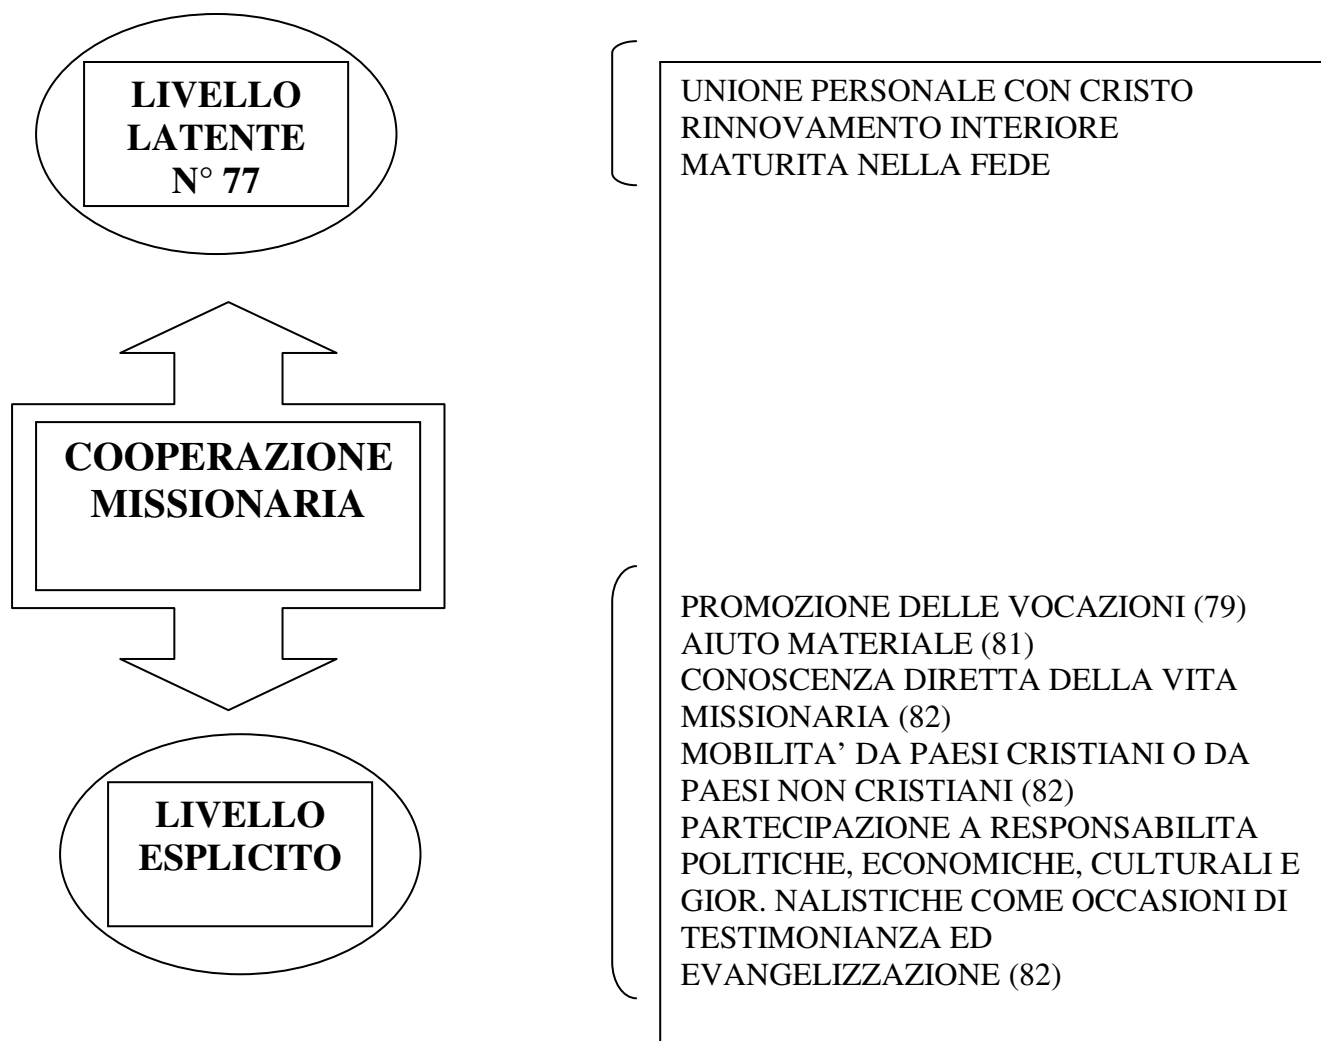 LIVELLO
LATENTE
N° 77
UNIONE PERSONALE CON CRISTO
RINNOVAMENTO INTERIORE
MATURITA NELLA FEDE
COOPERAZIONE
MISSIONARIA
LIVELLO
ESPLICITO
PROMOZIONE DELLE VOCAZIONI (79)
AIUTO MATERIALE (81)
CONOSCENZA DIRETTA DELLA VITA
MISSIONARIA (82)
MOBILITA’ DA PAESI CRISTIANI O DA
PAESI NON CRISTIANI (82)
PARTECIPAZIONE A RESPONSABILITA
POLITICHE, ECONOMICHE, CULTURALI E
GIOR. NALISTICHE COME OCCASIONI DI
TESTIMONIANZA ED
EVANGELIZZAZIONE (82)